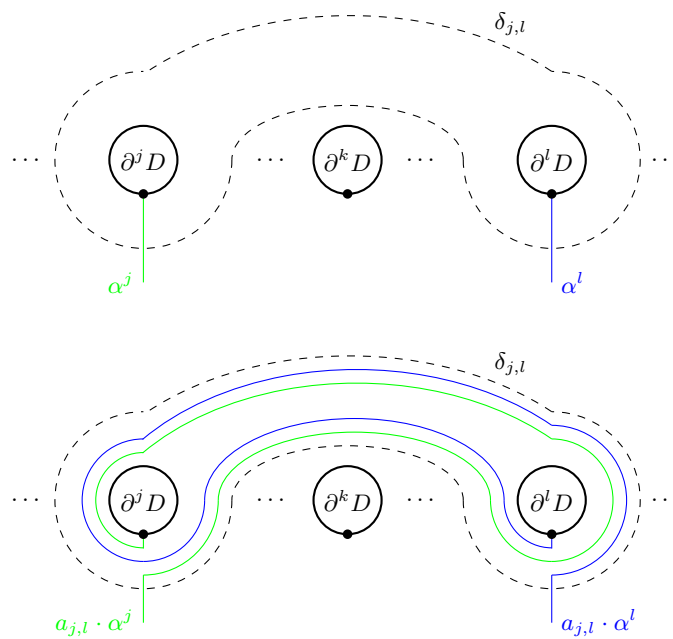 δ_{j,l}
⋯ ∂^j D ⋯ ∂^k D ⋯ ∂^l D ⋯
α^j α^l
δ_{j,l}
⋯ ∂^j D ⋯ ∂^k D ⋯ ∂^l D ⋯
a_{j,l} · α^j a_{j,l} · α^l